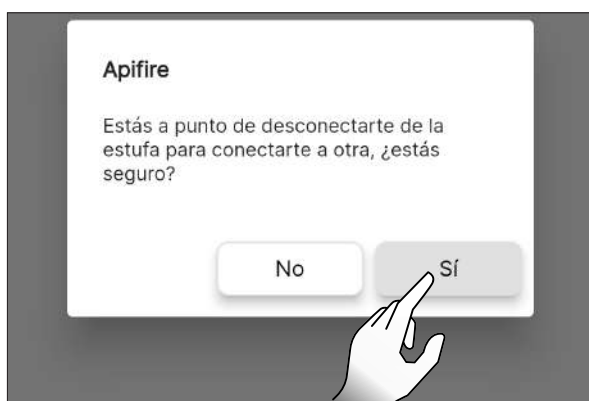 Apifire
Estás a punto de desconectarte de la
estufa para conectarte a otra, ¿estás
seguro?
No
Sí